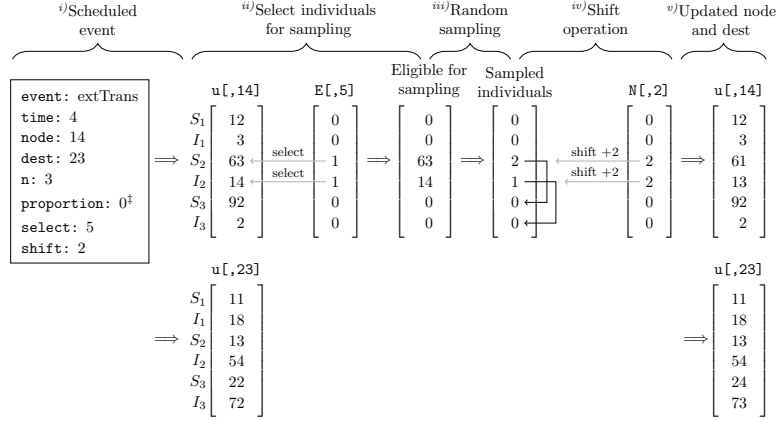 i)Scheduled event
ii)Select individuals for sampling
iii)Random sampling
iv)Shift operation
v)Updated node and dest
event: extTrans
time: 4
node: 14
dest: 23
n: 3
proportion: 0‡
select: 5
shift: 2
u[,14] E[,5] Eligible for sampling Sampled individuals N[,2] u[,14]
S1 12 0 0 0 0 12
I1 3 0 0 0 0 3
S2 63 select 1 63 2 shift +2 2 61
⟹ I2 14 select 1 ⟹ 14 ⟹ 1 shift +2 2 ⟹ 13
S3 92 0 0 0 0 92
I3 2 0 0 0 0 2
u[,23] u[,23]
S1 11 11
I1 18 18
S2 13 13
⟹ I2 54 ⟹ 54
S3 22 24
I3 72 73